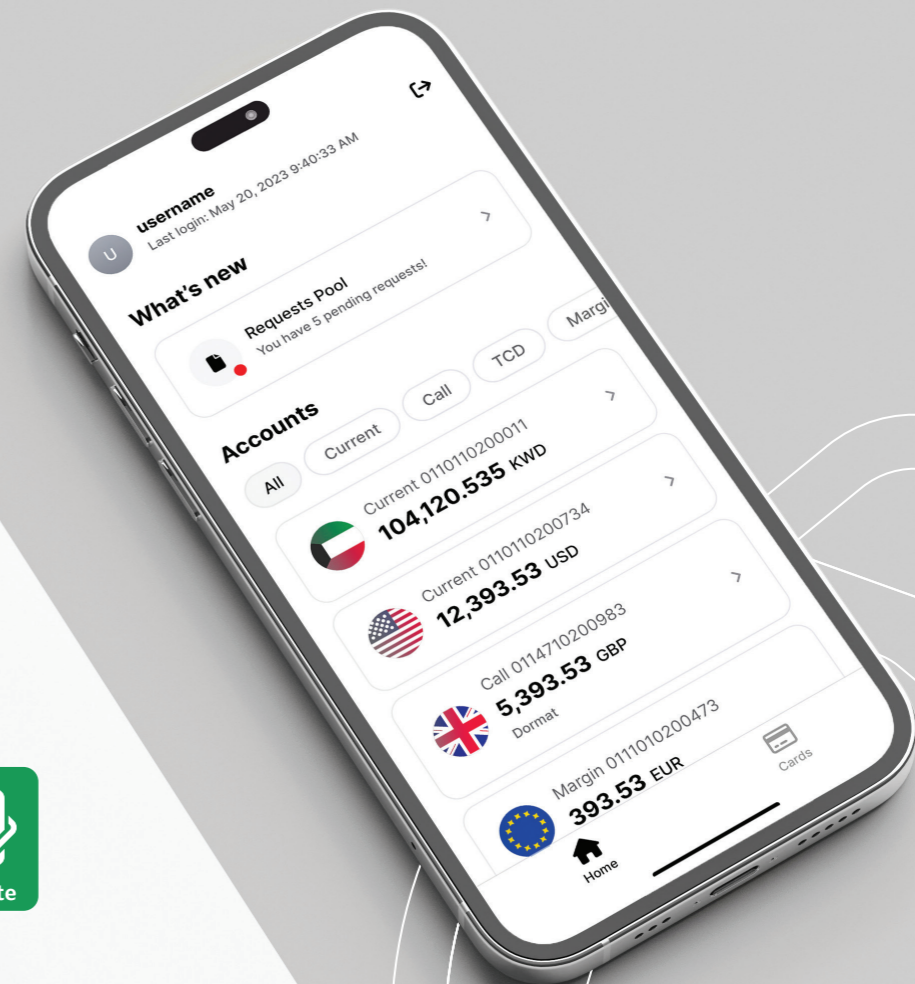 username
Last login: May 20, 2023 9:40:33 AM
U
What's new
Requests Pool
You have 5 pending requests!
Accounts
All
Current
Call
TCD
Margi
Current 0110110200011
104,120.535 KWD
Current 0110110200734
12,393.53 USD
Call 0114710200983
5,393.53 GBP
Dormat
Margin 0111010200473
393.53 EUR
Home
Cards
te